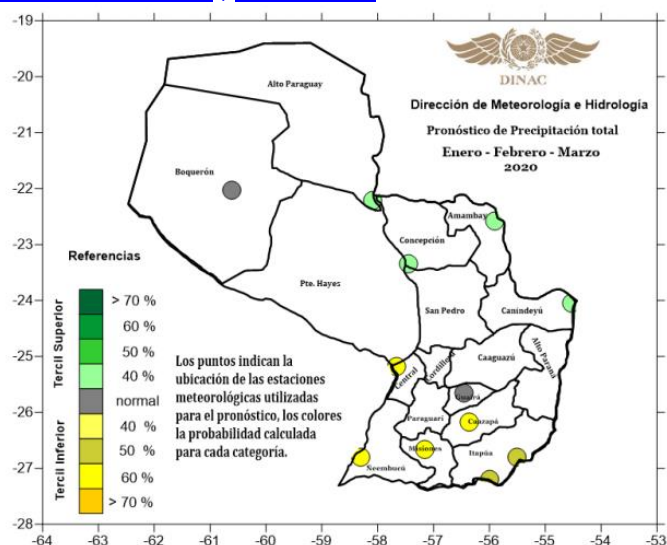 -19
-20
-21
-22
-23
-24
-25
-26
-27
-28
-64
-63
-62
-61
-60
-59
-58
-57
-56
-55
-54
-53
DINAC
Dirección de Meteorología e Hidrología
Pronóstico de Precipitación total
Enero - Febrero - Marzo
2020
Alto Paraguay
Boquerón
Amambay
Concepción
Pte. Hayes
San Pedro
Canindeyú
Cordillera
Caaguazú
Alto Paraná
Central
Guairá
Paraguarí
Caazapá
Misiones
Itapúa
Ñeembucú
Referencias
Tercil Superior
> 70 %
60 %
50 %
40 %
normal
Tercil Inferior
40 %
50 %
60 %
> 70 %
Los puntos indican la
ubicación de las estaciones
meteorológicas utilizadas
para el pronóstico, los colores
la probabilidad calculada
para cada categoría.